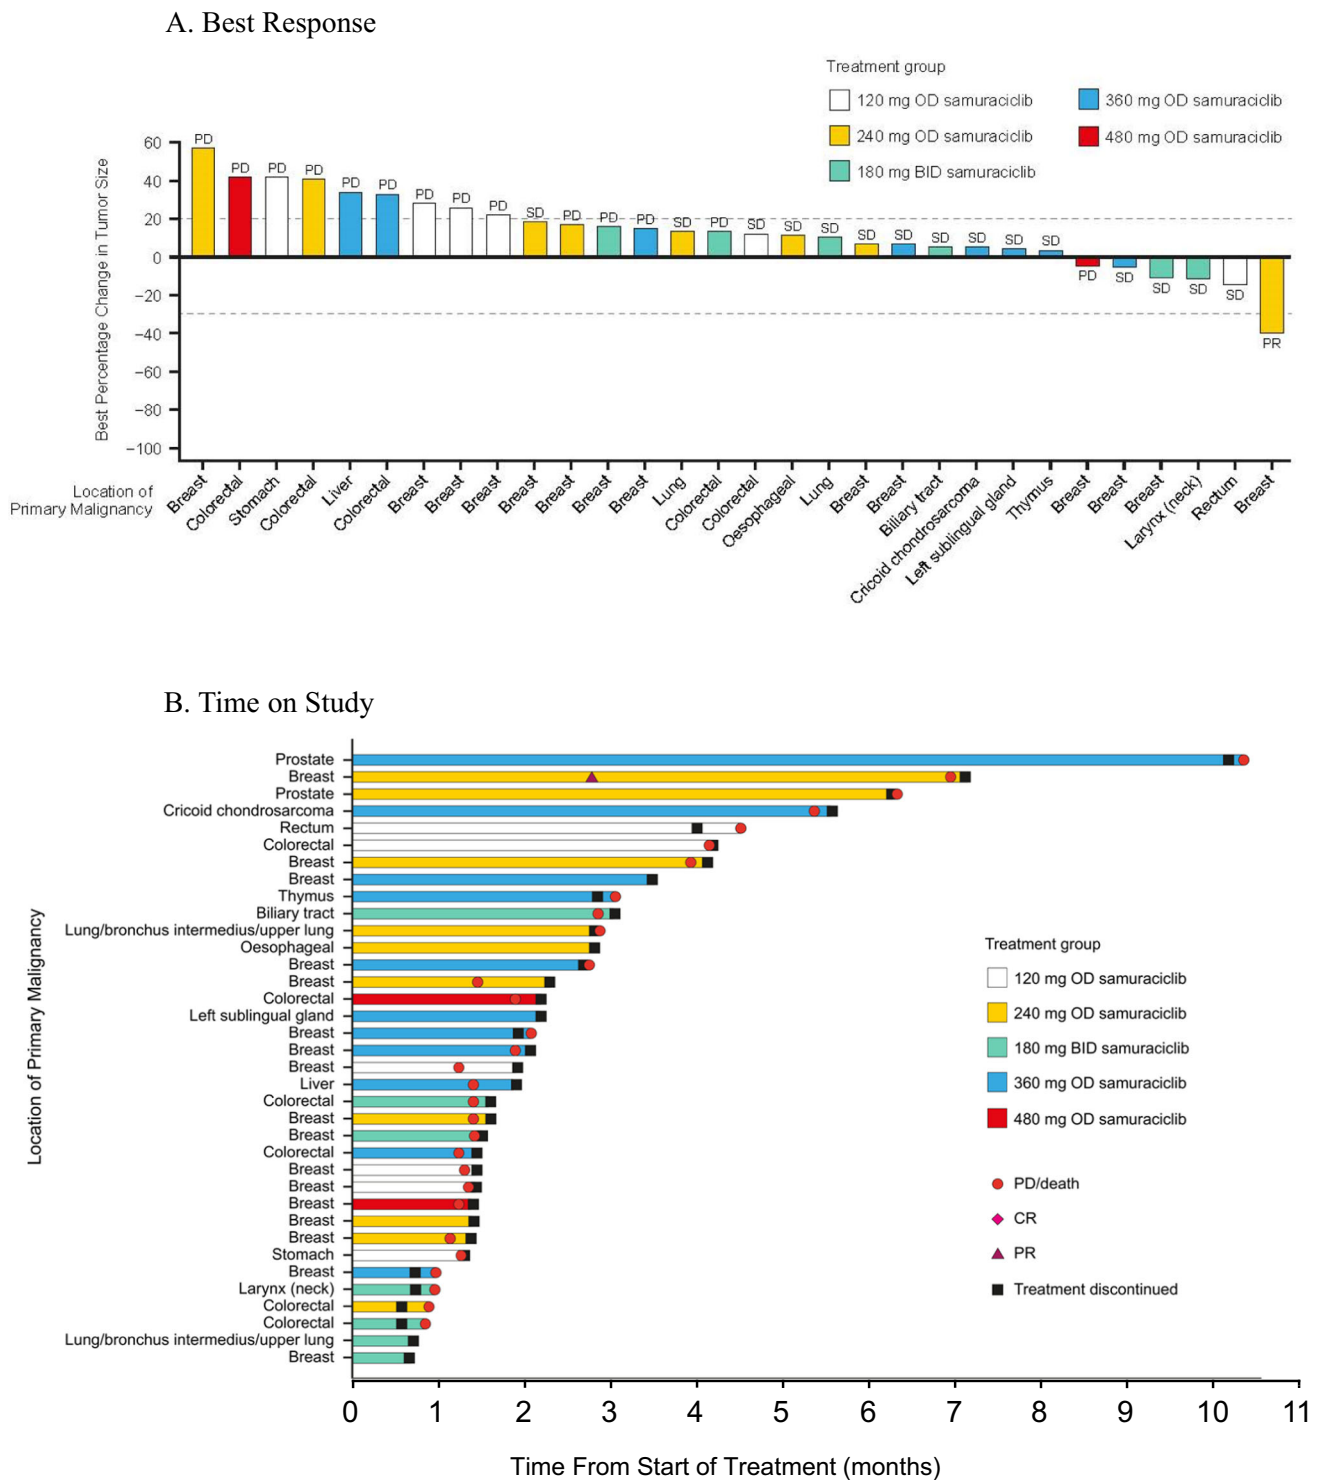 A. Best Response
Treatment group
120 mg OD samuraciclib
360 mg OD samuraciclib
240 mg OD samuraciclib
480 mg OD samuraciclib
180 mg BID samuraciclib
Best Percentage Change in Tumor Size
60
40
20
0
−20
−40
−60
−80
−100
PD PD PD PD PD PD PD PD PD SD PD PD PD SD PD SD SD SD SD SD SD SD SD SD PD SD SD SD SD PR
Location of
Primary Malignancy
Breast
Colorectal
Stomach
Colorectal
Liver
Colorectal
Breast
Breast
Breast
Breast
Breast
Breast
Breast
Lung
Colorectal
Colorectal
Oesophageal
Lung
Breast
Breast
Biliary tract
Cricoid chondrosarcoma
Left sublingual gland
Thymus
Breast
Breast
Breast
Larynx (neck)
Rectum
Breast
B. Time on Study
Location of Primary Malignancy
Prostate
Breast
Prostate
Cricoid chondrosarcoma
Rectum
Colorectal
Breast
Breast
Thymus
Biliary tract
Lung/bronchus intermedius/upper lung
Oesophageal
Breast
Breast
Colorectal
Left sublingual gland
Breast
Breast
Breast
Liver
Colorectal
Breast
Breast
Colorectal
Breast
Breast
Breast
Breast
Breast
Stomach
Breast
Larynx (neck)
Colorectal
Colorectal
Lung/bronchus intermedius/upper lung
Breast
Treatment group
120 mg OD samuraciclib
240 mg OD samuraciclib
180 mg BID samuraciclib
360 mg OD samuraciclib
480 mg OD samuraciclib
PD/death
CR
PR
Treatment discontinued
0 1 2 3 4 5 6 7 8 9 10 11
Time From Start of Treatment (months)